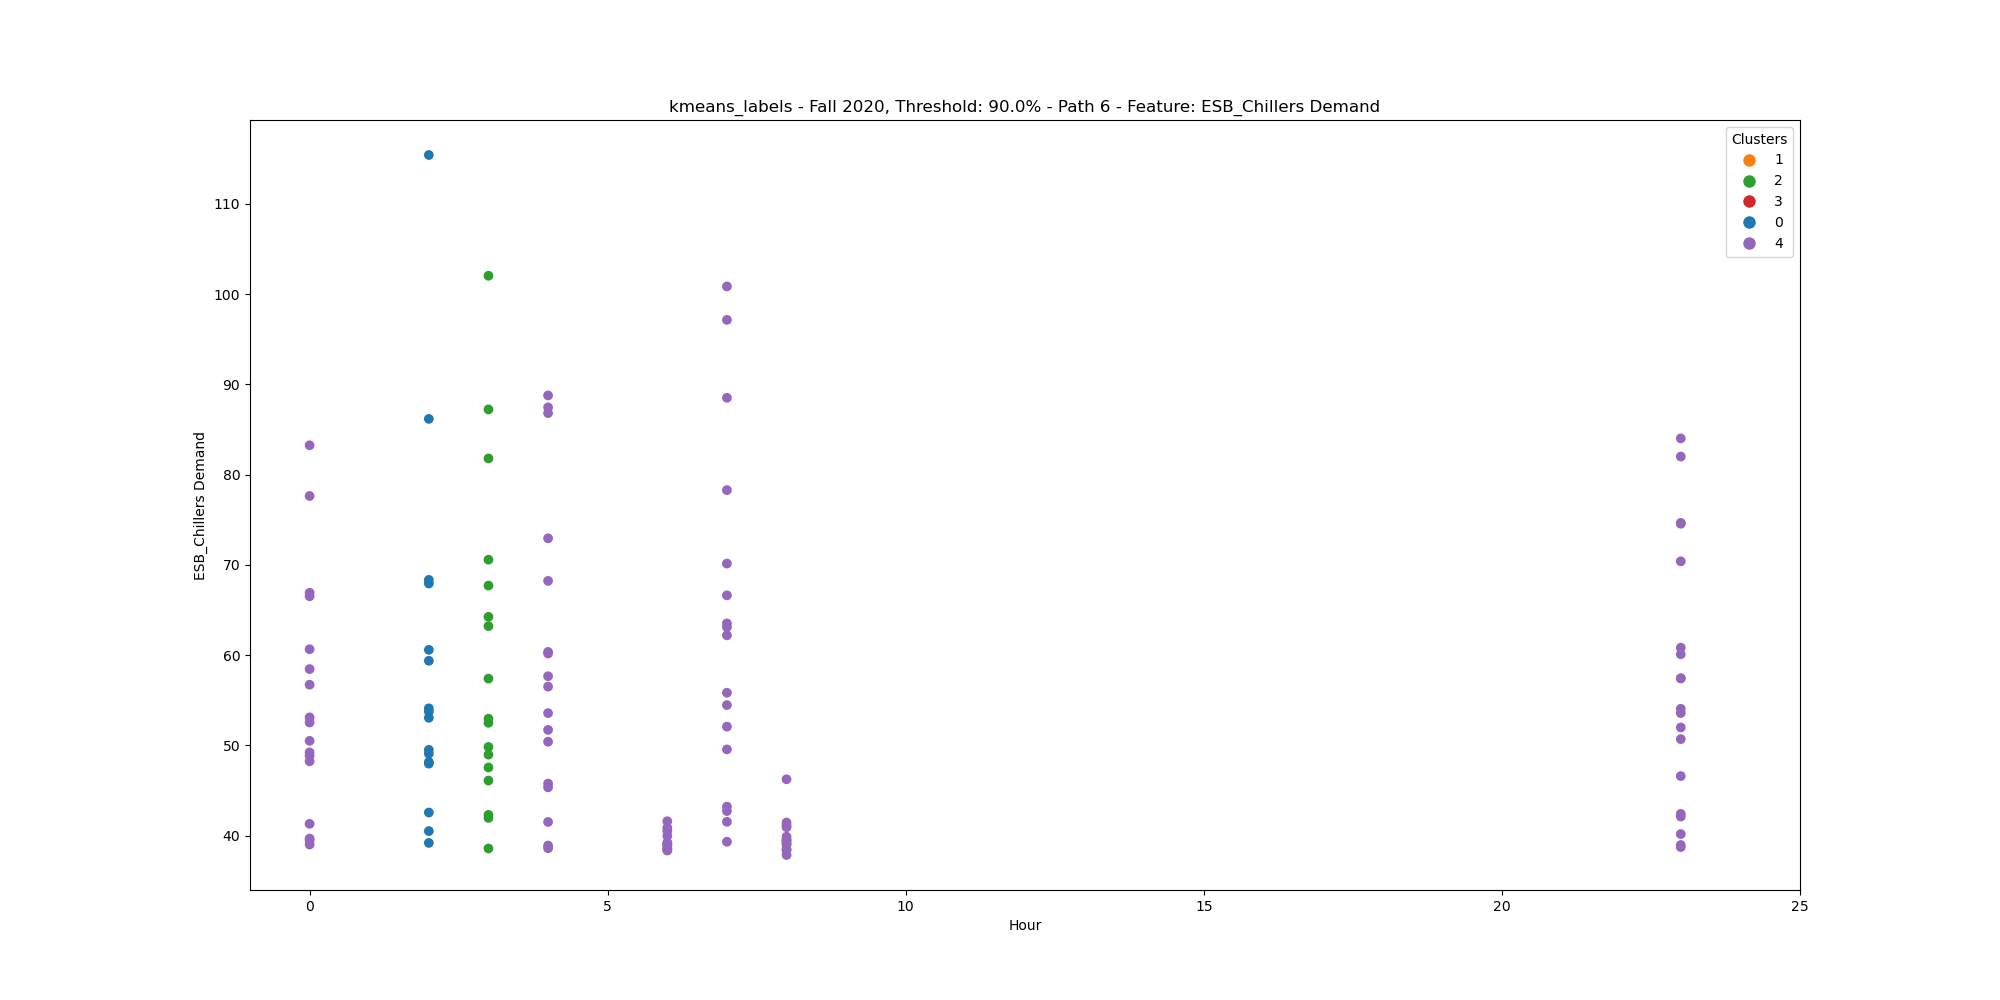 kmeans_labels - Fall 2020, Threshold: 90.0% - Path 6 - Feature: ESB_Chillers Demand
Clusters
1
2
3
0
4
110
100
90
80
70
60
50
40
ESB_Chillers Demand
0 5 10 15 20 25
Hour